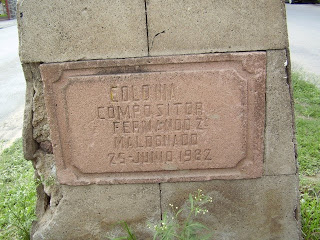 COLONIA
COMPOSITOR
FERNANDO Z.
MALDONADO
25-JUNIO 1982